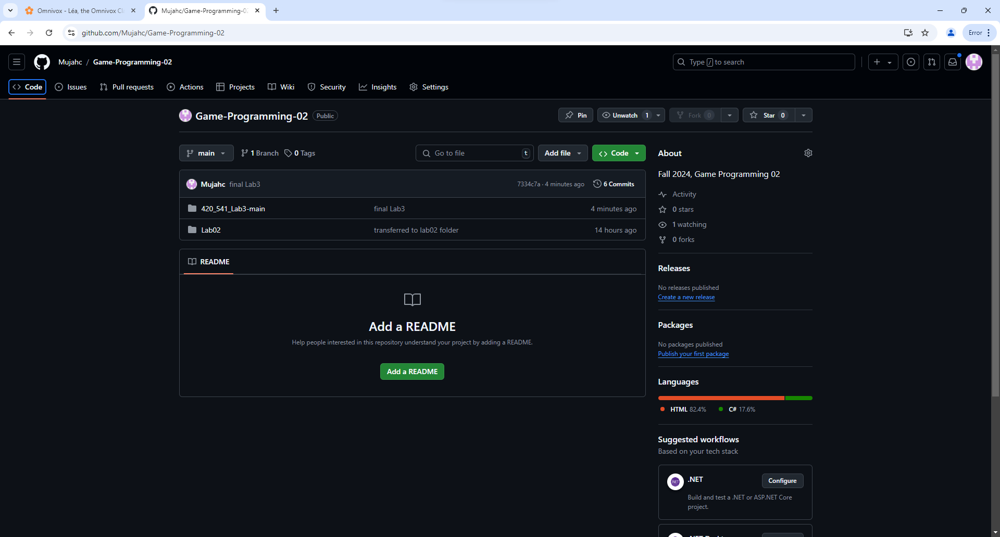 Omnivox - Léa, the Omnivox Cl
Mujahc/Game-Programming-02
github.com/Mujahc/Game-Programming-02
Error
Mujahc / Game-Programming-02
Type / to search
Code Issues Pull requests Actions Projects Wiki Security Insights Settings
Game-Programming-02 Public
Pin Unwatch 1 Fork 0 Star 0
main 1 Branch 0 Tags Go to file t Add file Code
Mujahc final Lab3 7334c7a · 4 minutes ago 6 Commits
420_541_Lab3-main final Lab3 4 minutes ago
Lab02 transferred to lab02 folder 14 hours ago
README
Add a README
Help people interested in this repository understand your project by adding a README.
Add a README
About
Fall 2024, Game Programming 02
Activity
0 stars
1 watching
0 forks
Releases
No releases published
Create a new release
Packages
No packages published
Publish your first package
Languages
HTML 82.4% C# 17.6%
Suggested workflows
Based on your tech stack
.NET
.NET Configure
Build and test a .NET or ASP.NET Core
project.